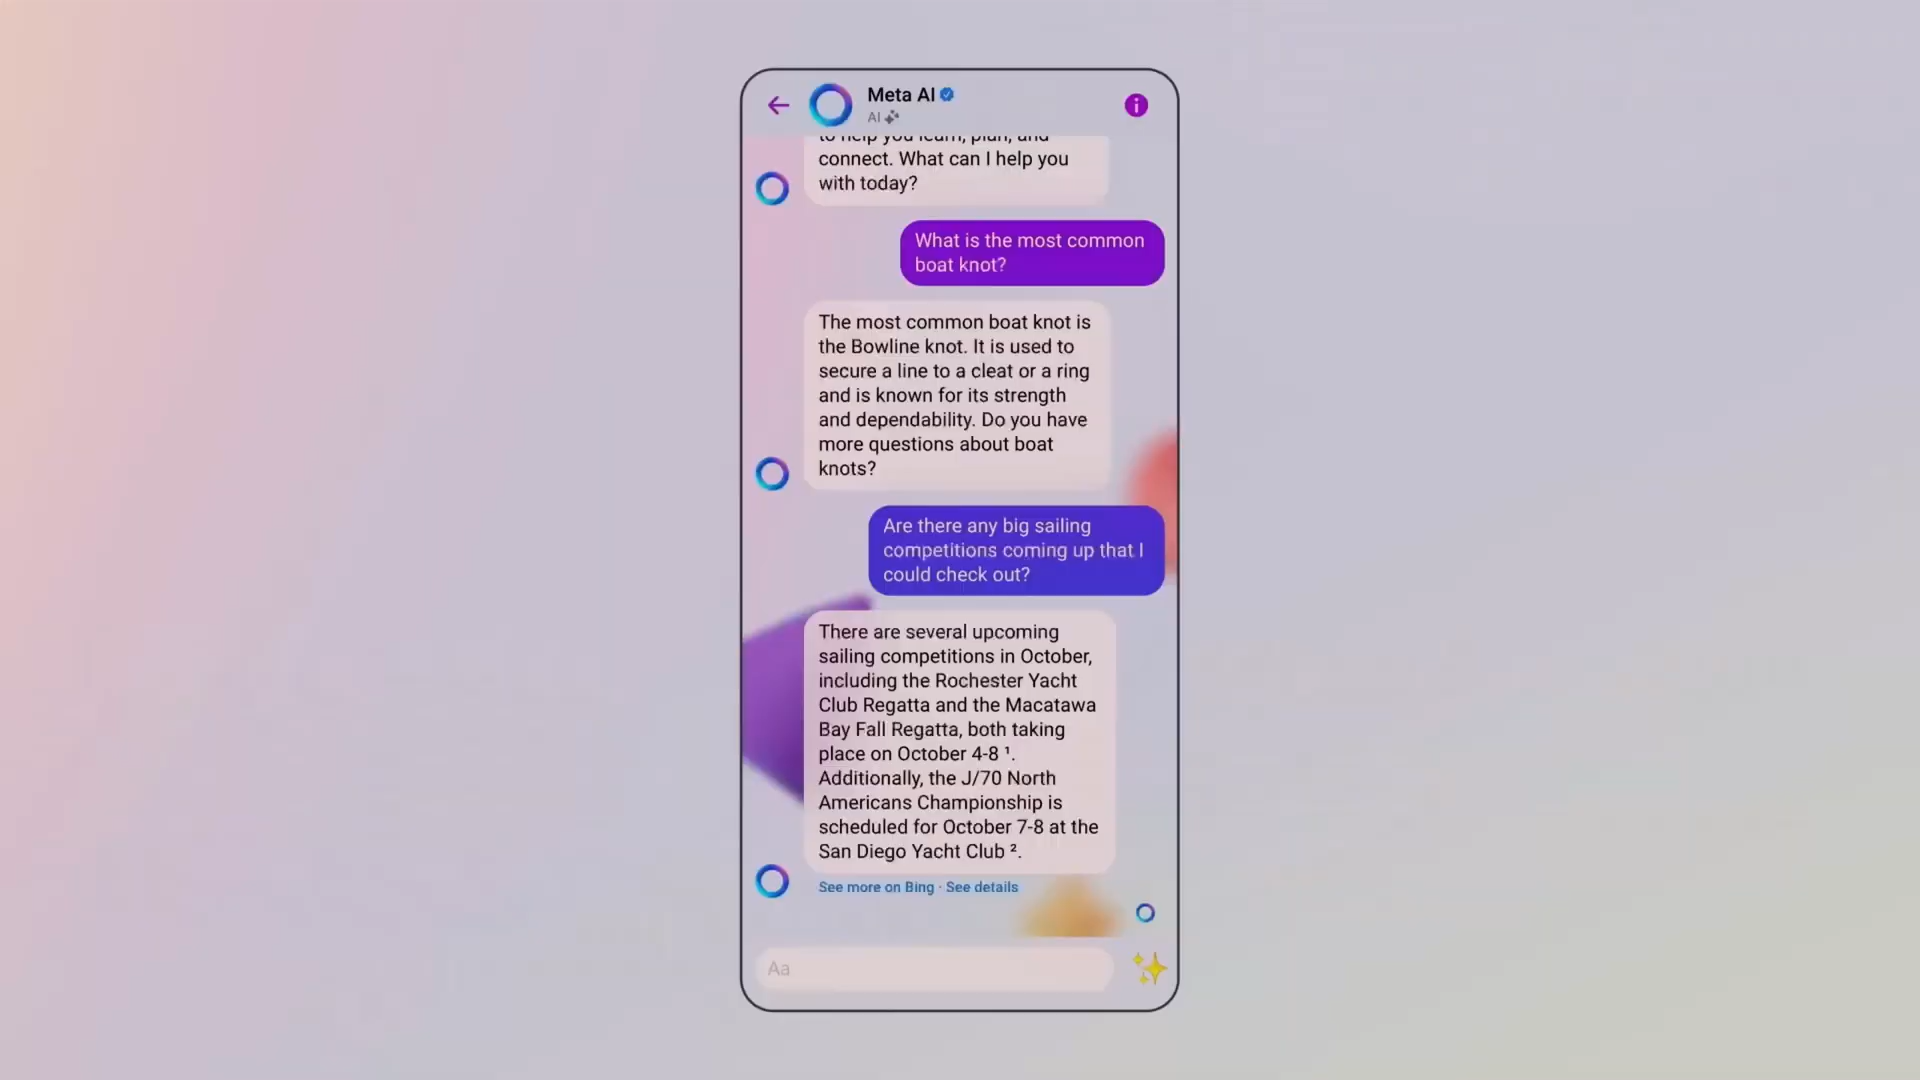 Meta AI
AI
to help you learn, plan, and
connect. What can I help you
with today?
What is the most common
boat knot?
The most common boat knot is
the Bowline knot. It is used to
secure a line to a cleat or a ring
and is known for its strength
and dependability. Do you have
more questions about boat
knots?
Are there any big sailing
competitions coming up that I
could check out?
There are several upcoming
sailing competitions in October,
including the Rochester Yacht
Club Regatta and the Macatawa
Bay Fall Regatta, both taking
place on October 4-8 ¹.
Additionally, the J/70 North
Americans Championship is
scheduled for October 7-8 at the
San Diego Yacht Club ².
See more on Bing · See details
Aa